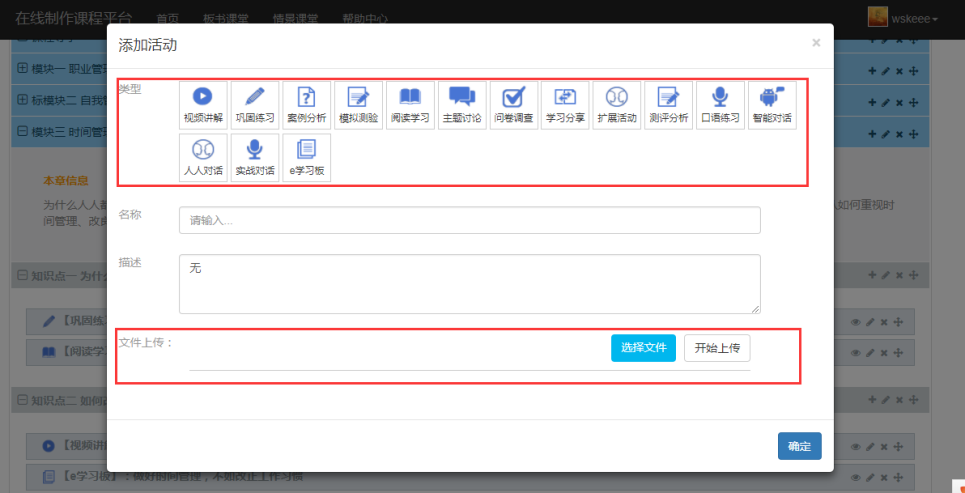 在线制作课程平台 首页 板书课堂 情景课堂 帮助中心 wskeee
添加活动 ×
模块一 职业管
标模块二 自我
模块三 时间管
类型
视频讲解 巩固练习 案例分析 模拟测验 阅读学习 主题讨论 问卷调查 学习分享 扩展活动 测评分析 口语练习 智能对话
人人对话 实战对话 e学习板
本章信息
为什么人人都
如何重视时
间管理、改
名称 请输入...
描述 无
知识点一 为什
【巩固练
【阅读学
文件上传： 选择文件 开始上传
知识点二 如何
【视频讲
确定
【e学习板】：做好时间管理，不如改正工作习惯